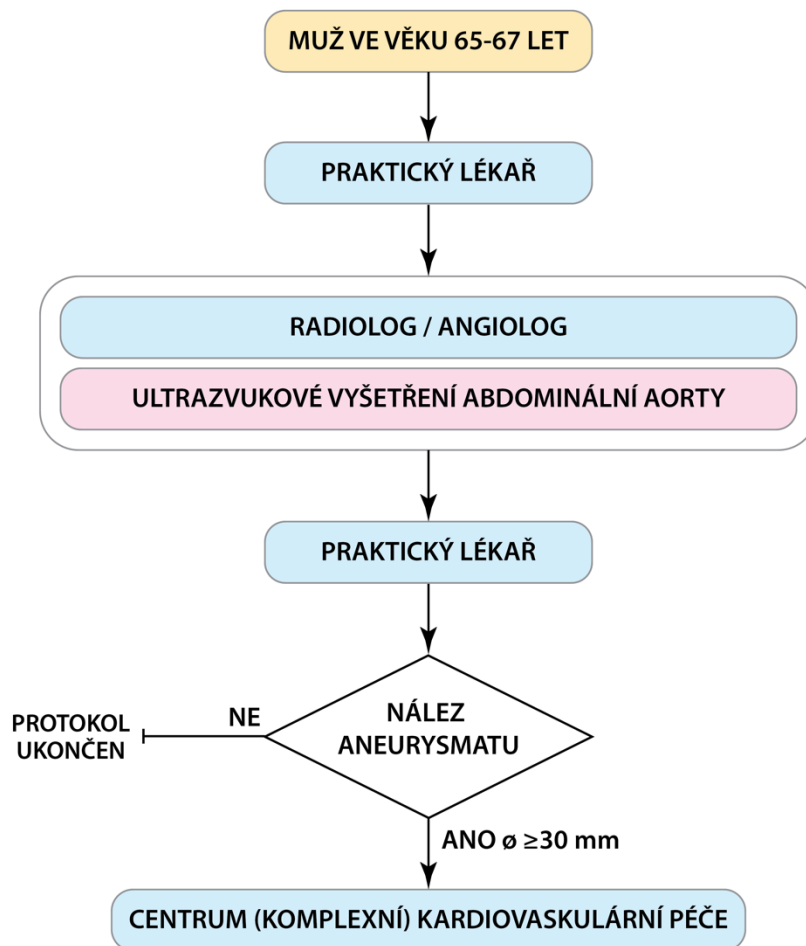 MUŽ VE VĚKU 65-67 LET
PRAKTICKÝ LÉKAŘ
RADIOLOG / ANGIOLOG
ULTRAZVUKOVÉ VYŠETŘENÍ ABDOMINÁLNÍ AORTY
PRAKTICKÝ LÉKAŘ
NÁLEZ
ANEURYSMATU
NE
PROTOKOL
UKONČEN
ANO ø ≥30 mm
CENTRUM (KOMPLEXNÍ) KARDIOVASKULÁRNÍ PÉČE